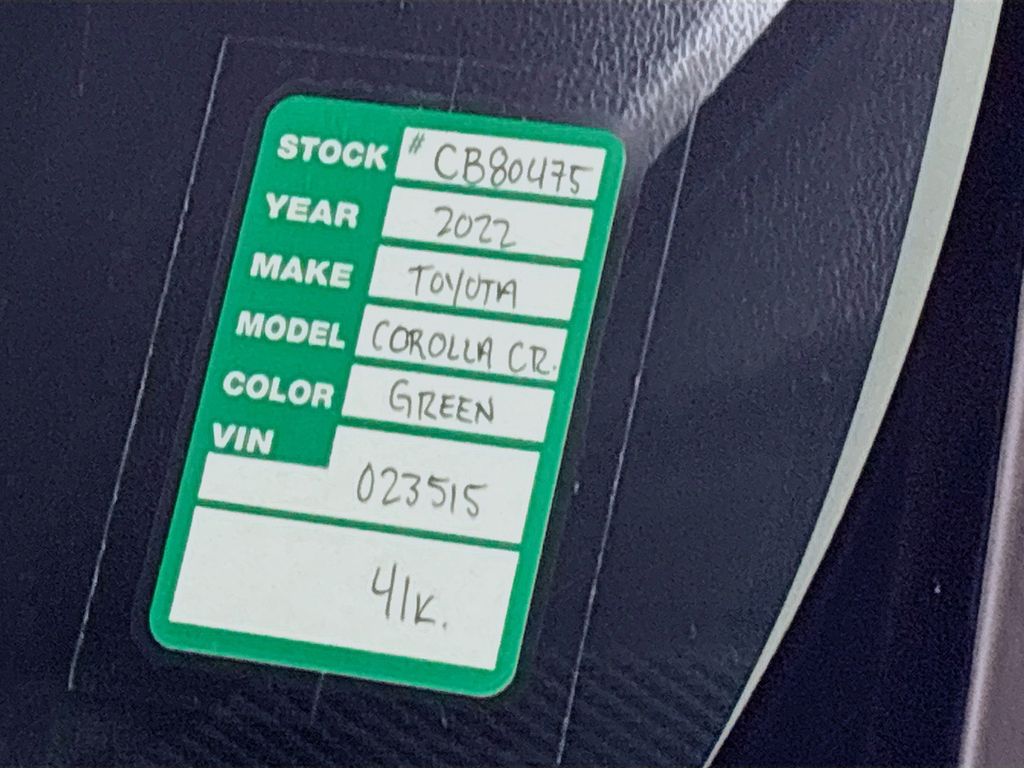 STOCK # CB80475
YEAR 2022
MAKE TOYOTA
MODEL COROLLA CR.
COLOR GREEN
VIN 023515
41K.